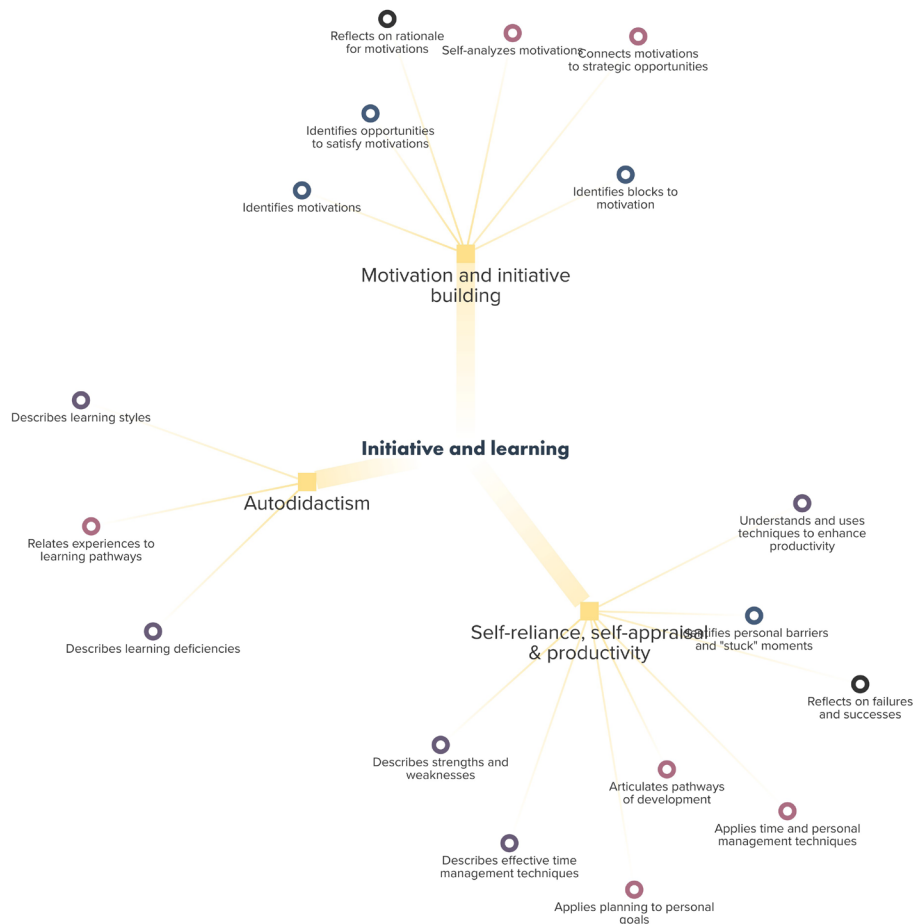 Reflects on rationale
for motivations
Self-analyzes motivations
Connects motivations
to strategic opportunities
Identifies opportunities
to satisfy motivations
Identifies motivations
Identifies blocks to
motivation
Motivation and initiative
building
Describes learning styles
Initiative and learning
Autodidactism
Relates experiences to
learning pathways
Describes learning deficiencies
Understands and uses
techniques to enhance
productivity
Self-reliance, self-appraisal
& productivity
Identifies personal barriers
and "stuck" moments
Reflects on failures
and successes
Describes strengths and
weaknesses
Articulates pathways
of development
Applies time and personal
management techniques
Describes effective time
management techniques
Applies planning to personal
goals